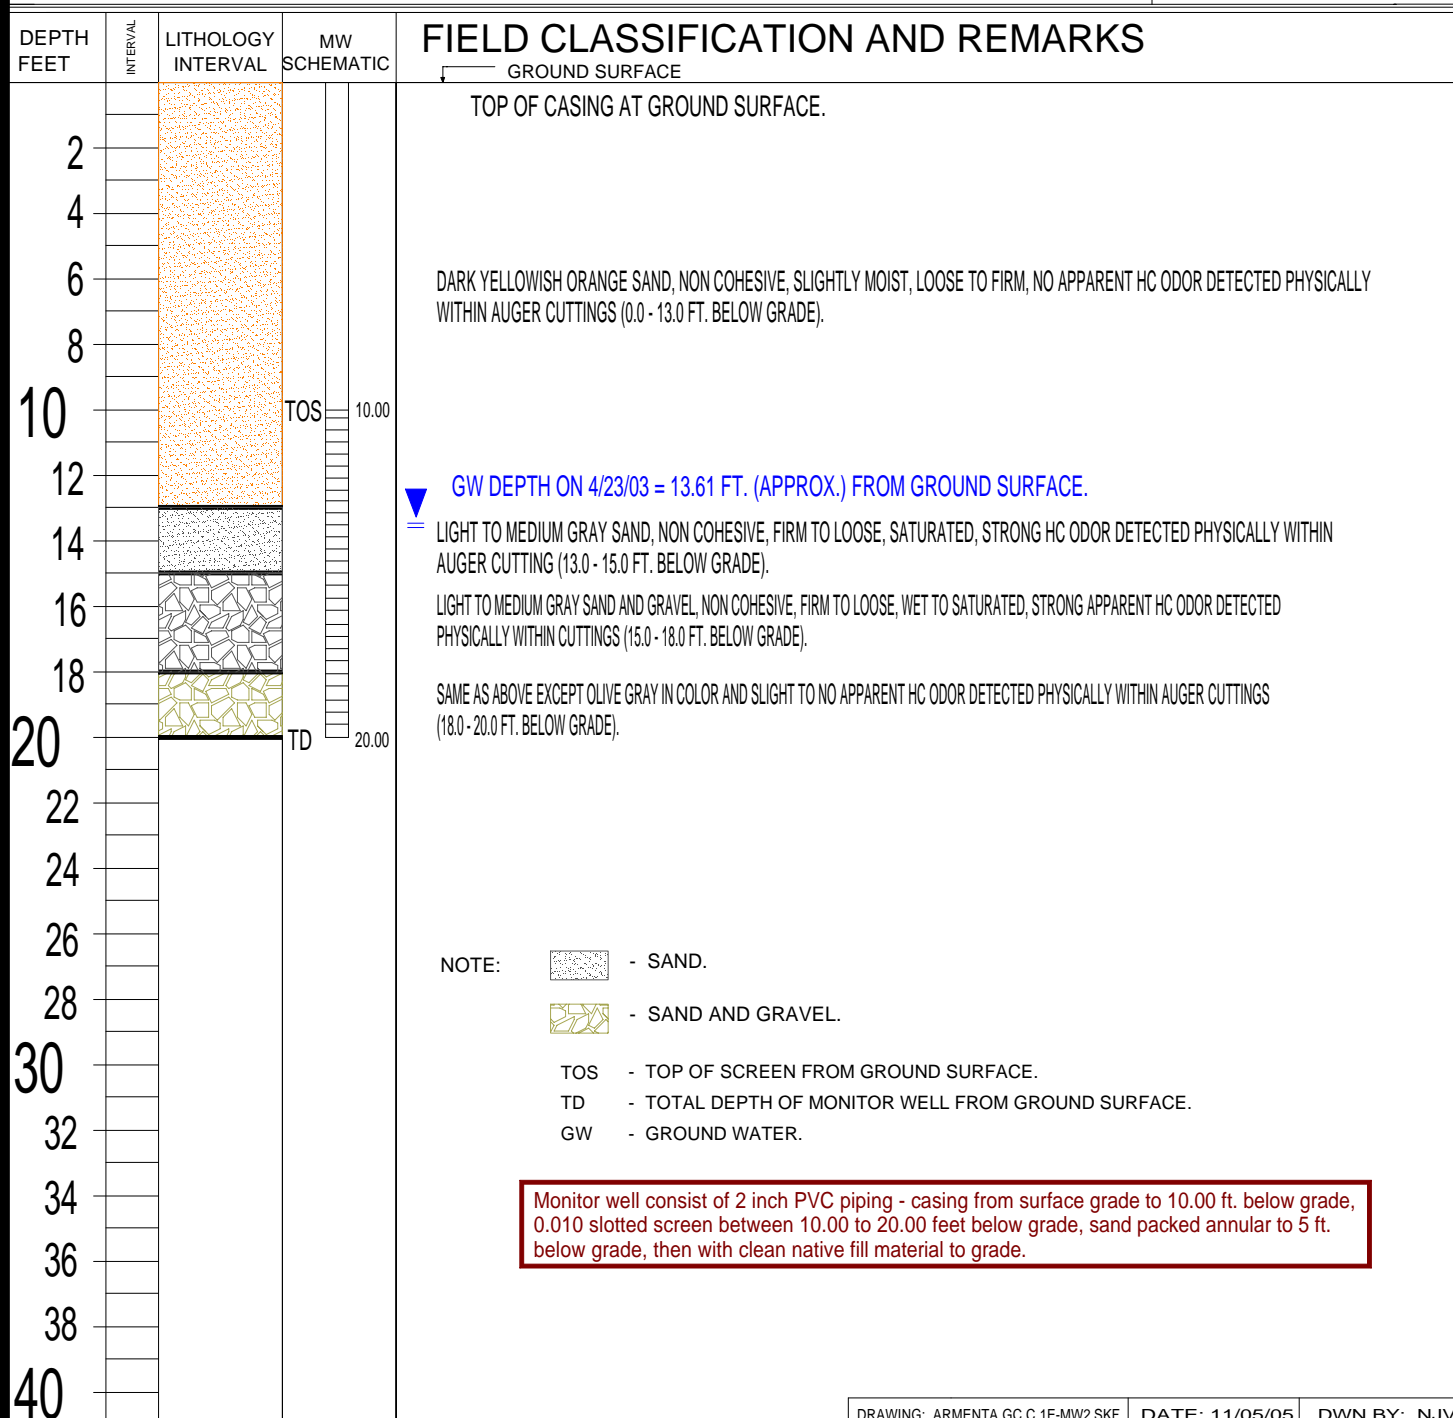 DEPTH
FEET
INTERVAL
LITHOLOGY
INTERVAL
MW
SCHEMATIC
FIELD CLASSIFICATION AND REMARKS
GROUND SURFACE
TOP OF CASING AT GROUND SURFACE.
2
4
6
DARK YELLOWISH ORANGE SAND, NON COHESIVE, SLIGHTLY MOIST, LOOSE TO FIRM, NO APPARENT HC ODOR DETECTED PHYSICALLY
WITHIN AUGER CUTTINGS (0.0 - 13.0 FT. BELOW GRADE).
8
10
TOS
10.00
12
GW DEPTH ON 4/23/03 = 13.61 FT. (APPROX.) FROM GROUND SURFACE.
14
LIGHT TO MEDIUM GRAY SAND, NON COHESIVE, FIRM TO LOOSE, SATURATED, STRONG HC ODOR DETECTED PHYSICALLY WITHIN
AUGER CUTTING (13.0 - 15.0 FT. BELOW GRADE).
16
LIGHT TO MEDIUM GRAY SAND AND GRAVEL, NON COHESIVE, FIRM TO LOOSE, WET TO SATURATED, STRONG APPARENT HC ODOR DETECTED
PHYSICALLY WITHIN CUTTINGS (15.0 - 18.0 FT. BELOW GRADE).
18
SAME AS ABOVE EXCEPT OLIVE GRAY IN COLOR AND SLIGHT TO NO APPARENT HC ODOR DETECTED PHYSICALLY WITHIN AUGER CUTTINGS
(18.0 - 20.0 FT. BELOW GRADE).
20
TD
20.00
22
24
26
28
30
32
34
36
38
40
NOTE:
- SAND.
- SAND AND GRAVEL.
TOS - TOP OF SCREEN FROM GROUND SURFACE.
TD - TOTAL DEPTH OF MONITOR WELL FROM GROUND SURFACE.
GW - GROUND WATER.
Monitor well consist of 2 inch PVC piping - casing from surface grade to 10.00 ft. below grade,
0.010 slotted screen between 10.00 to 20.00 feet below grade, sand packed annular to 5 ft.
below grade, then with clean native fill material to grade.
DRAWING: ARMENTA GC C 1E-MW2.SKF
DATE: 11/05/05
DWN BY: NJV